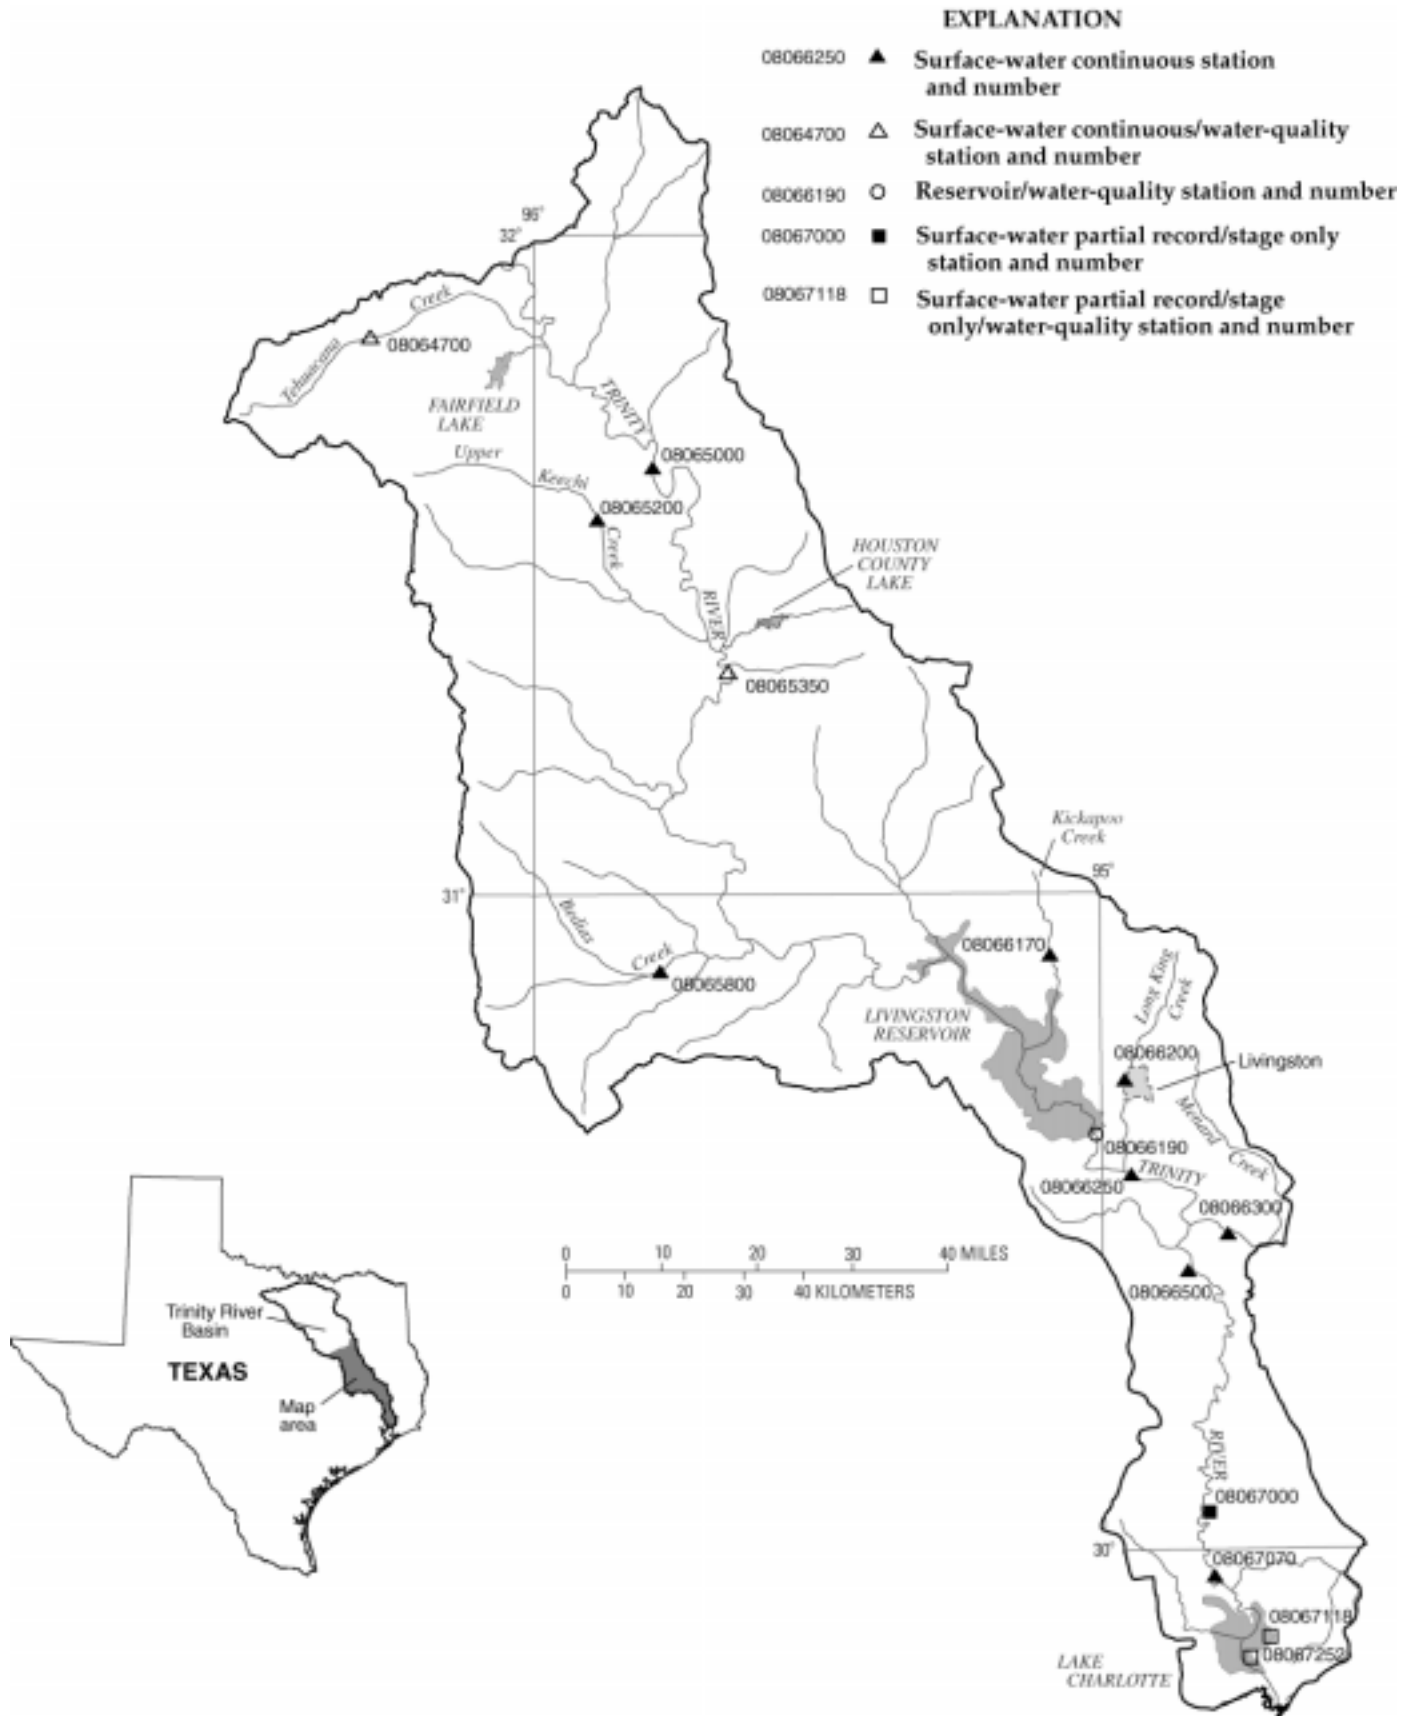 EXPLANATION
08066250 Surface-water continuous station
and number
08064700 Surface-water continuous/water-quality
station and number
08066190 Reservoir/water-quality station and number
08067000 Surface-water partial record/stage only
station and number
08067118 Surface-water partial record/stage
only/water-quality station and number
96°
32°
Creek
Tehuacana
08064700
FAIRFIELD
LAKE
TRINITY
Upper
Keechi
Creek
08065000
08065200
HOUSTON
COUNTY
LAKE
RIVER
08065350
Kickapoo
Creek
95°
31°
Bedias
Creek
08065800
08066170
Long King
Creek
LIVINGSTON
RESERVOIR
08066200
Livingston
Menard
Creek
08066190
TRINITY
08066250
08066300
0 10 20 30 40 MILES
0 10 20 30 40 KILOMETERS
08066500
Trinity River
Basin
TEXAS
Map
area
RIVER
08067000
30°
08067070
08067118
08067252
LAKE
CHARLOTTE